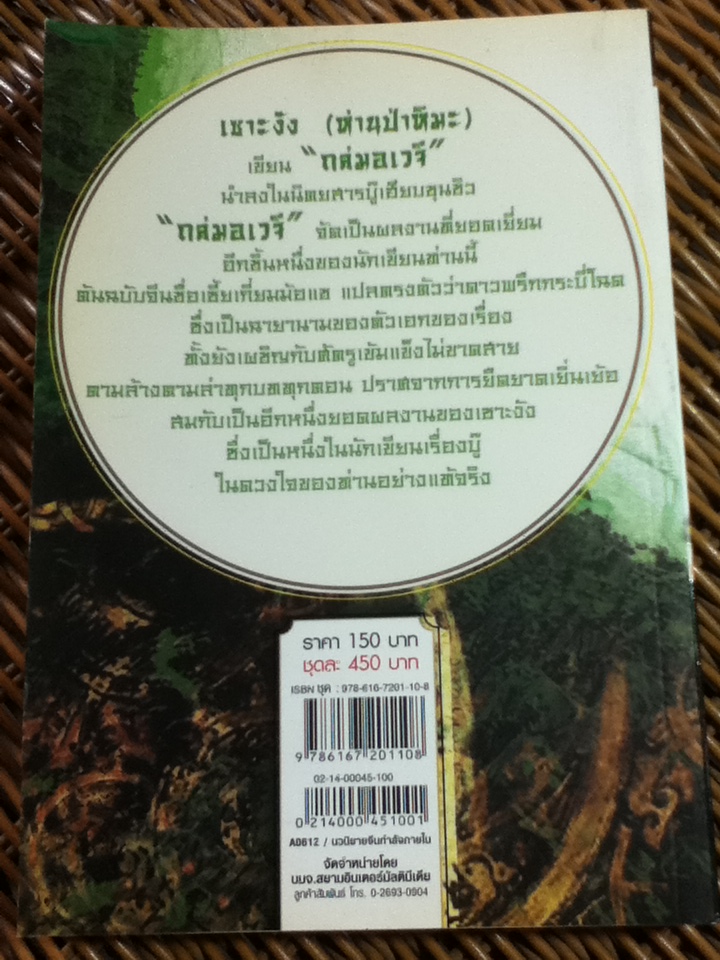 เซาะงัง (ห่านป่าหิมะ)
เขียน “ถล่มอเวจี”
นำลงในนิตยสารบู๊เฮียบชุนชิว
“ถล่มอเวจี” จัดเป็นผลงานที่ยอดเยี่ยม
อีกชิ้นหนึ่งของนักเขียนท่านนี้
ต้นฉบับจีนชื่อเชี้ยเกี่ยมม้อแช แปลตรงตัวว่าดาวพรึกกระบี่โฉด
ซึ่งเป็นฉายานามของตัวเอกของเรื่อง
ทั้งยังเผชิญกับศัตรูเข้มแข็งไม่ขาดสาย
ตามล้างตามล่าทุกบททุกตอน ปราศจากการยืดยาดเยิ่นเย้อ
สมกับเป็นอีกหนึ่งยอดผลงานของเซาะงัง
ซึ่งเป็นหนึ่งในนักเขียนเรื่องบู๊
ในดวงใจของท่านอย่างแท้จริง
ราคา 150 บาท
ชุดละ 450 บาท
ISBN ชุด : 978-616-7201-10-8
9 786167 201108
02-14-00045-100
0 214000 451001
A0612 / นวนิยายจีนกำลังภายใน
จัดจำหน่ายโดย
บมจ.สยามอินเตอร์มัลติมีเดีย
ลูกค้าสัมพันธ์ โทร. 0-2693-0904